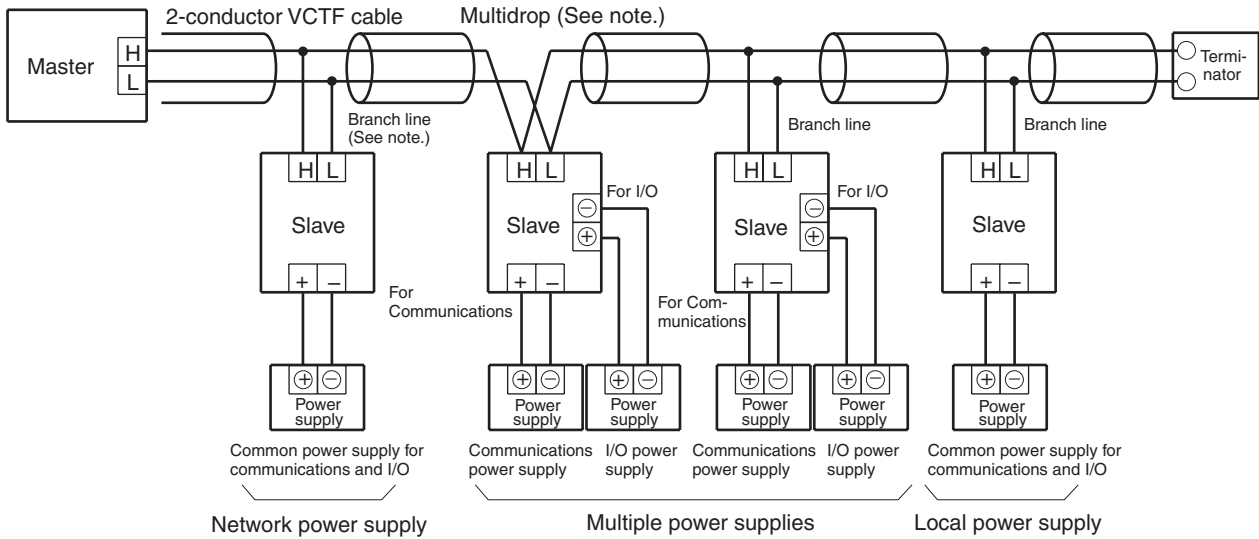 2-conductor VCTF cable
Multidrop (See note.)
Master
H
L
Termi-
nator
Branch line
(See note.)
Branch line
Branch line
H L
H L
H L
H L
Slave
Slave
Slave
Slave
For I/O
For I/O
− 
+
−
+
+ −
+ −
+ −
+ −
For
Communications
For Com-
munications
+ −
Power
supply
+ −
Power
supply
+ −
Power
supply
+ −
Power
supply
+ −
Power
supply
+ −
Power
supply
Common power supply for
communications and I/O
Communications
power supply
I/O power
supply
Communications
power supply
I/O power
supply
Common power supply for
communications and I/O
Network power supply
Multiple power supplies
Local power supply